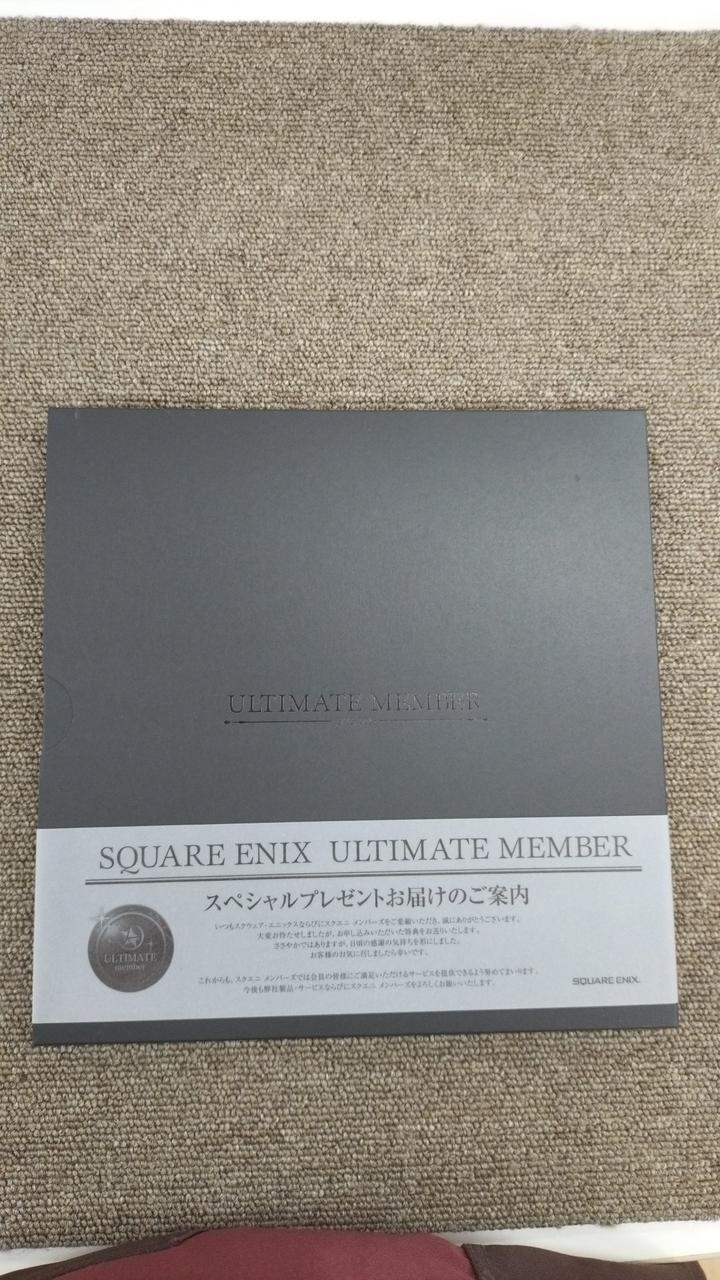 ULTIMATE MEMBER
SQUARE ENIX ULTIMATE MEMBER
スペシャルプレゼントお届けのご案内
いつもスクウェア・エニックスならびにスクエニ メンバーズをご愛顧いただき、誠にありがとうございます。
大変お待たせしましたが、お申し込みいただいた特典をお送りいたします。
ささやかではありますが、日頃の感謝の気持ちを形にしました。
お客様のお気に召しましたら幸いです。
ULTIMATE
member
これからも、スクエニ メンバーズでは会員の皆様にご満足いただけるサービスを提供できるよう努めてまいります。
今後も弊社製品・サービスならびにスクエニ メンバーズをよろしくお願いいたします。
SQUARE ENIX.